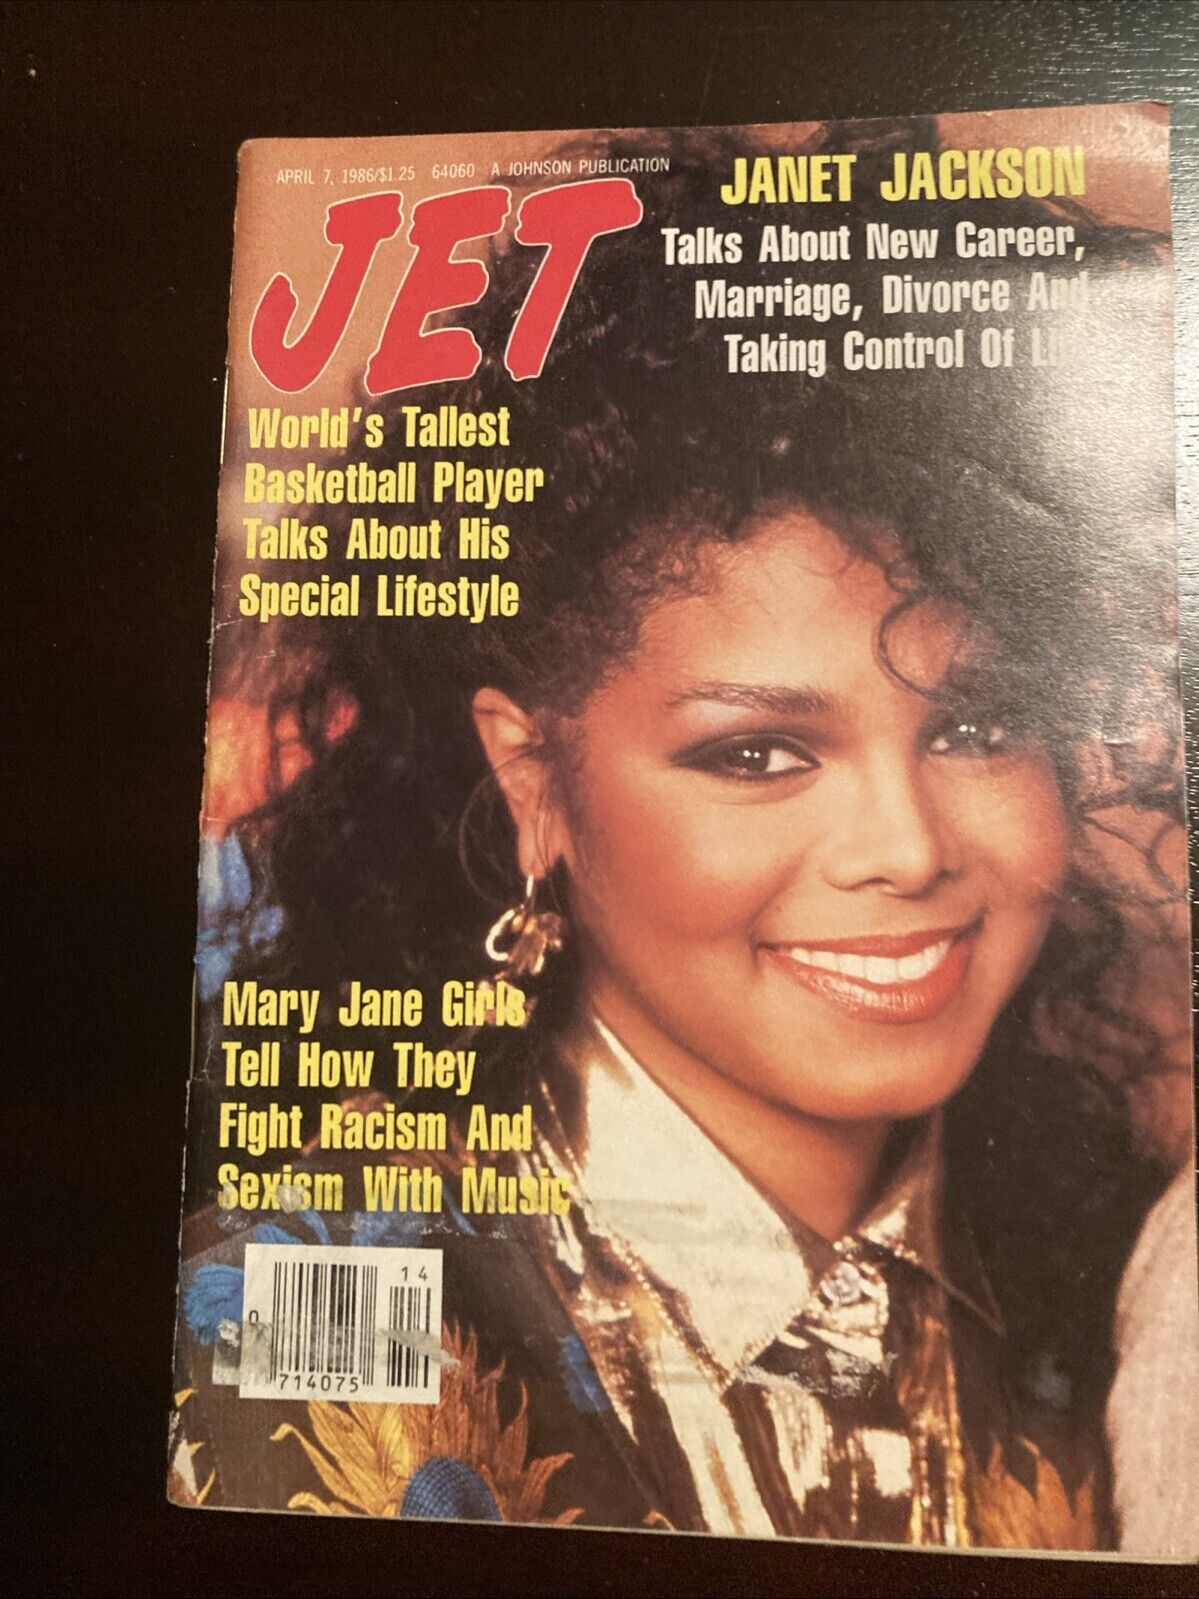 APRIL 7, 1986/$1.25 64060 A JOHNSON PUBLICATION
JET
JANET JACKSON
Talks About New Career,
Marriage, Divorce And
Taking Control Of
World's Tallest
Basketball Player
Talks About His
Special Lifestyle
Mary Jane Girls
Tell How They
Fight Racism And
Sexism With Music
14
0
714075